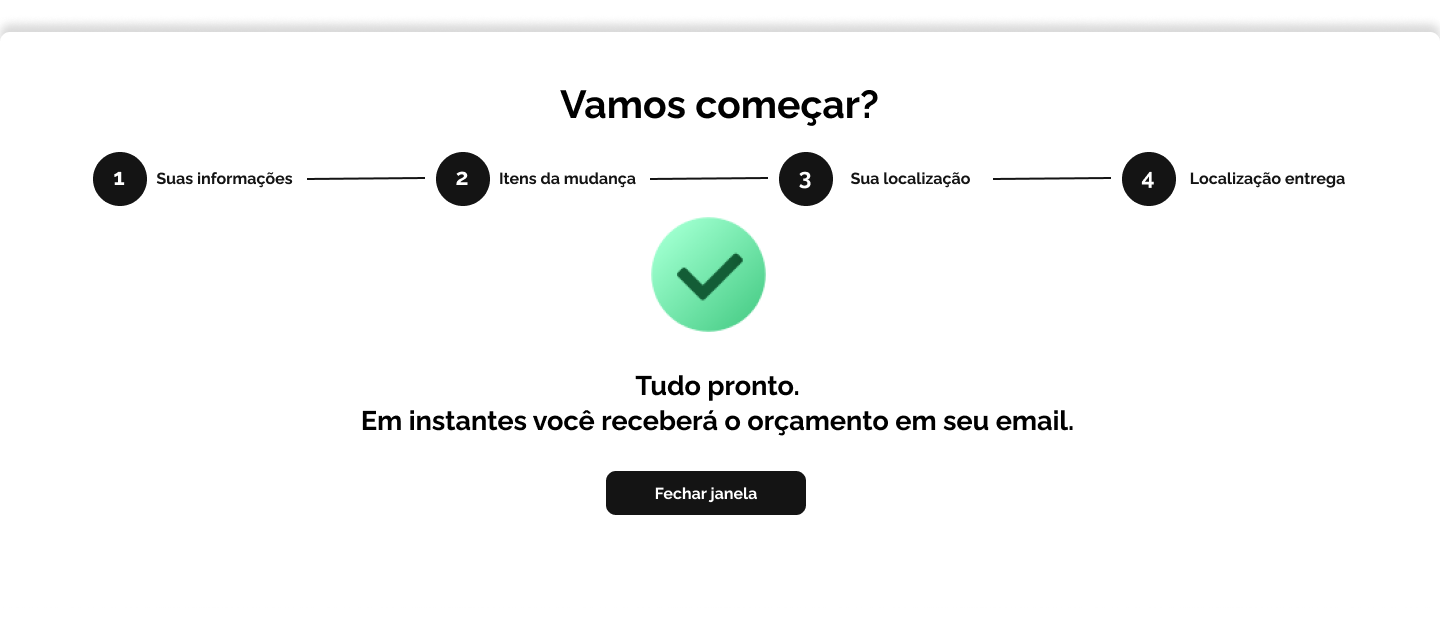 Vamos começar?
1 Suas informações 2 Itens da mudança 3 Sua localização 4 Localização entrega
Tudo pronto.
Em instantes você receberá o orçamento em seu email.
Fechar janela